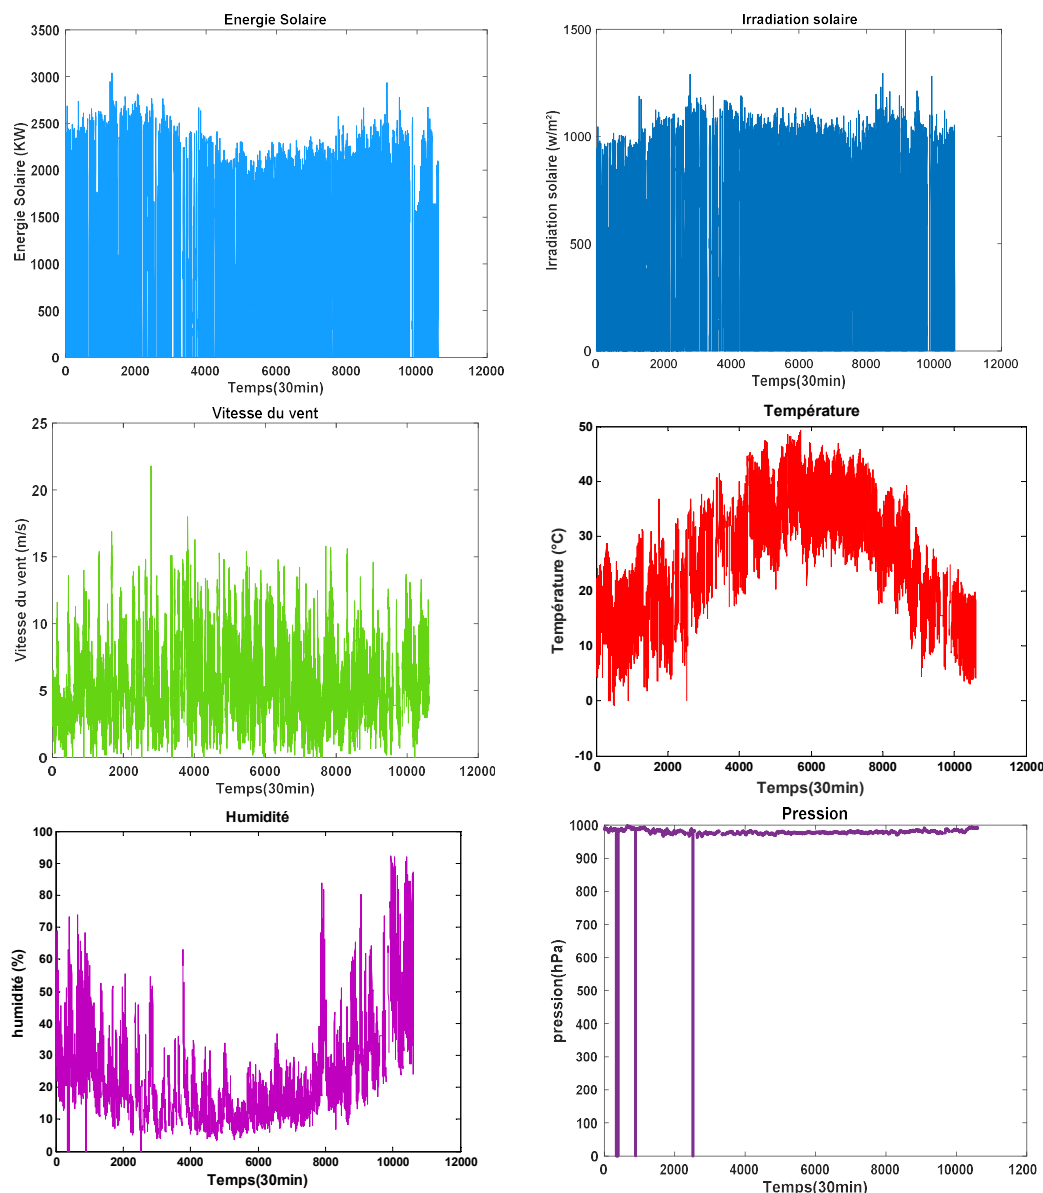 Energie Solaire
3500
3000
2500
2000
1500
1000
500
0
Energie Solaire (KW)
0 2000 4000 6000 8000 10000 12000
Temps(30min)
Irradiation solaire
1500
1000
500
0
Irradiation solaire (w/m²)
0 2000 4000 6000 8000 10000 12000
Temps(30min)
Vitesse du vent
25
20
15
10
5
0
Vitesse du vent (m/s)
0 2000 4000 6000 8000 10000 12000
Temps(30min)
Température
50
40
30
20
10
0
-10
Température (°C)
0 2000 4000 6000 8000 10000 12000
Temps(30min)
Humidité
100
90
80
70
60
50
40
30
20
10
0
humidité (%)
0 2000 4000 6000 8000 10000 12000
Temps(30min)
Pression
1000
900
800
700
600
500
400
300
200
100
0
pression(hPa)
0 2000 4000 6000 8000 10000 12000
Temps(30min)